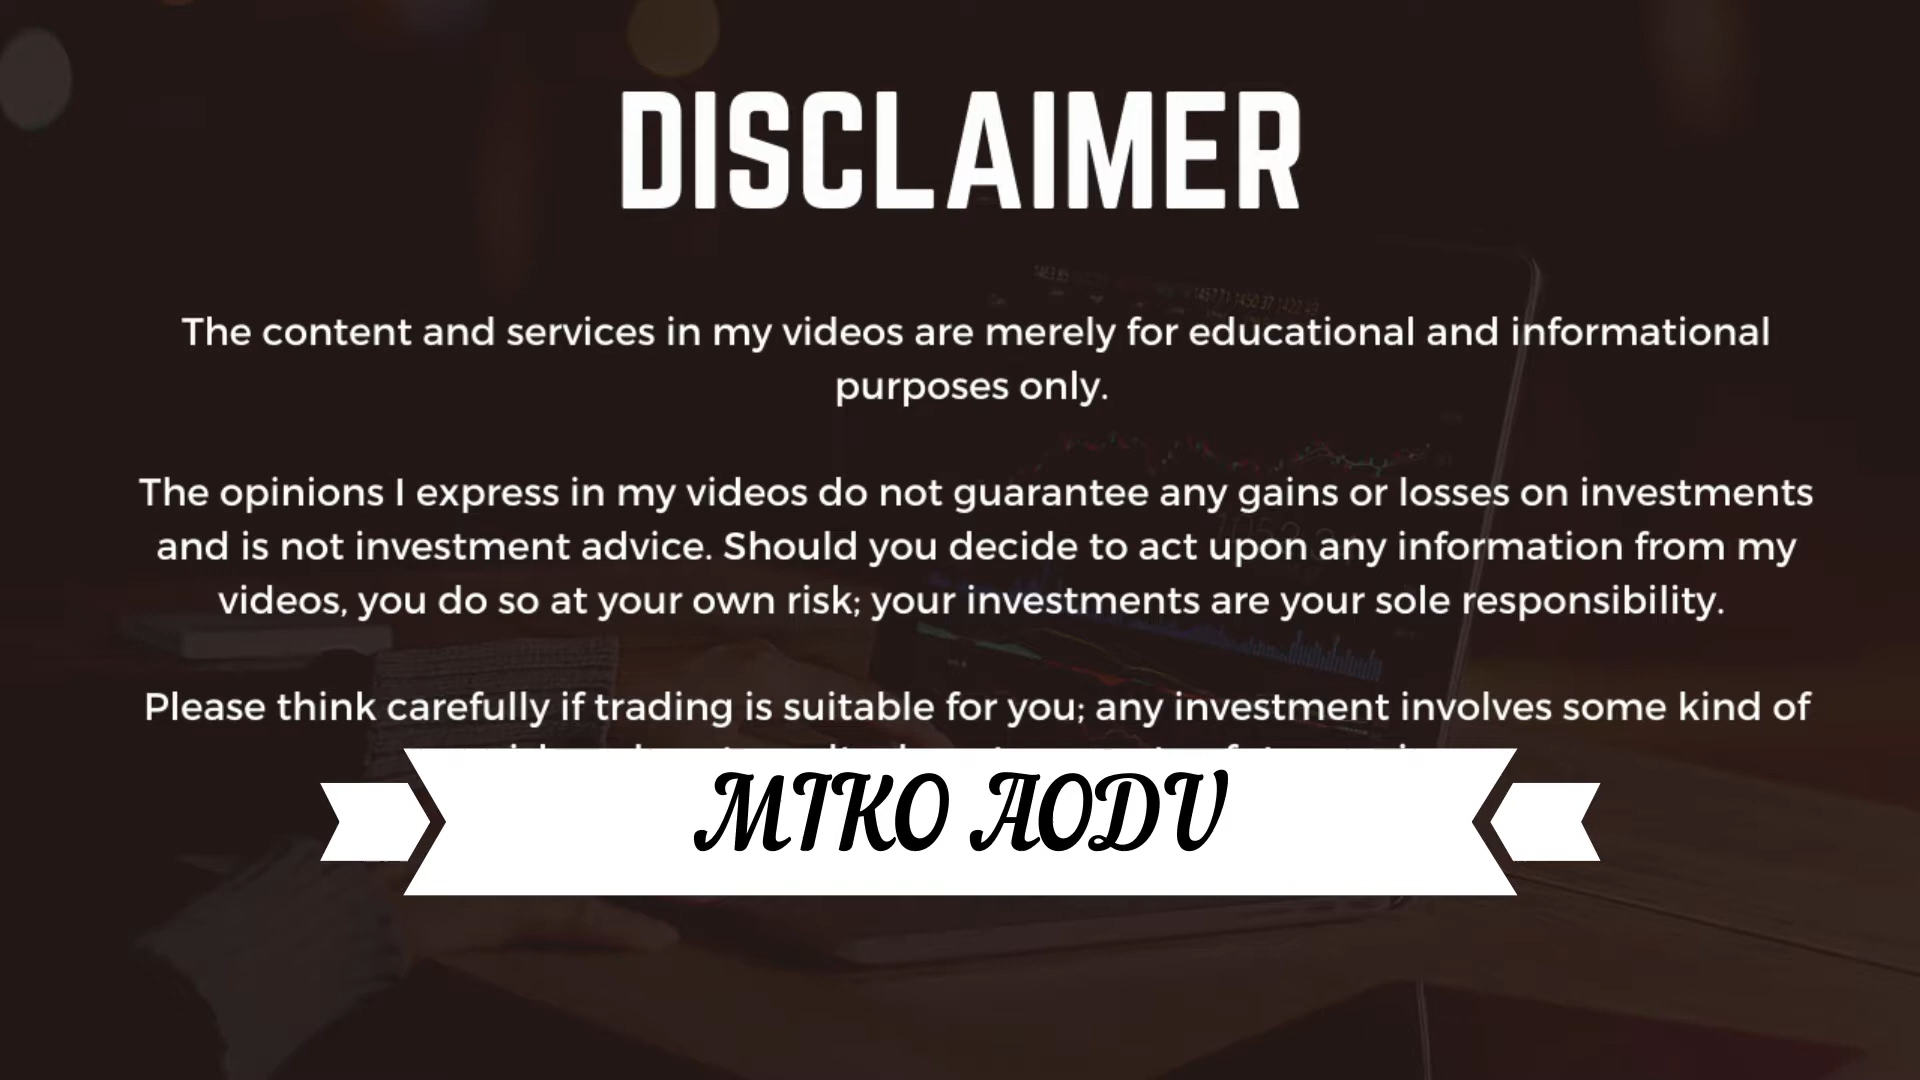 DISCLAIMER
The content and services in my videos are merely for educational and informational
purposes only.
The opinions I express in my videos do not guarantee any gains or losses on investments
and is not investment advice. Should you decide to act upon any information from my
videos, you do so at your own risk; your investments are your sole responsibility.
Please think carefully if trading is suitable for you; any investment involves some kind of
MIKO AODV